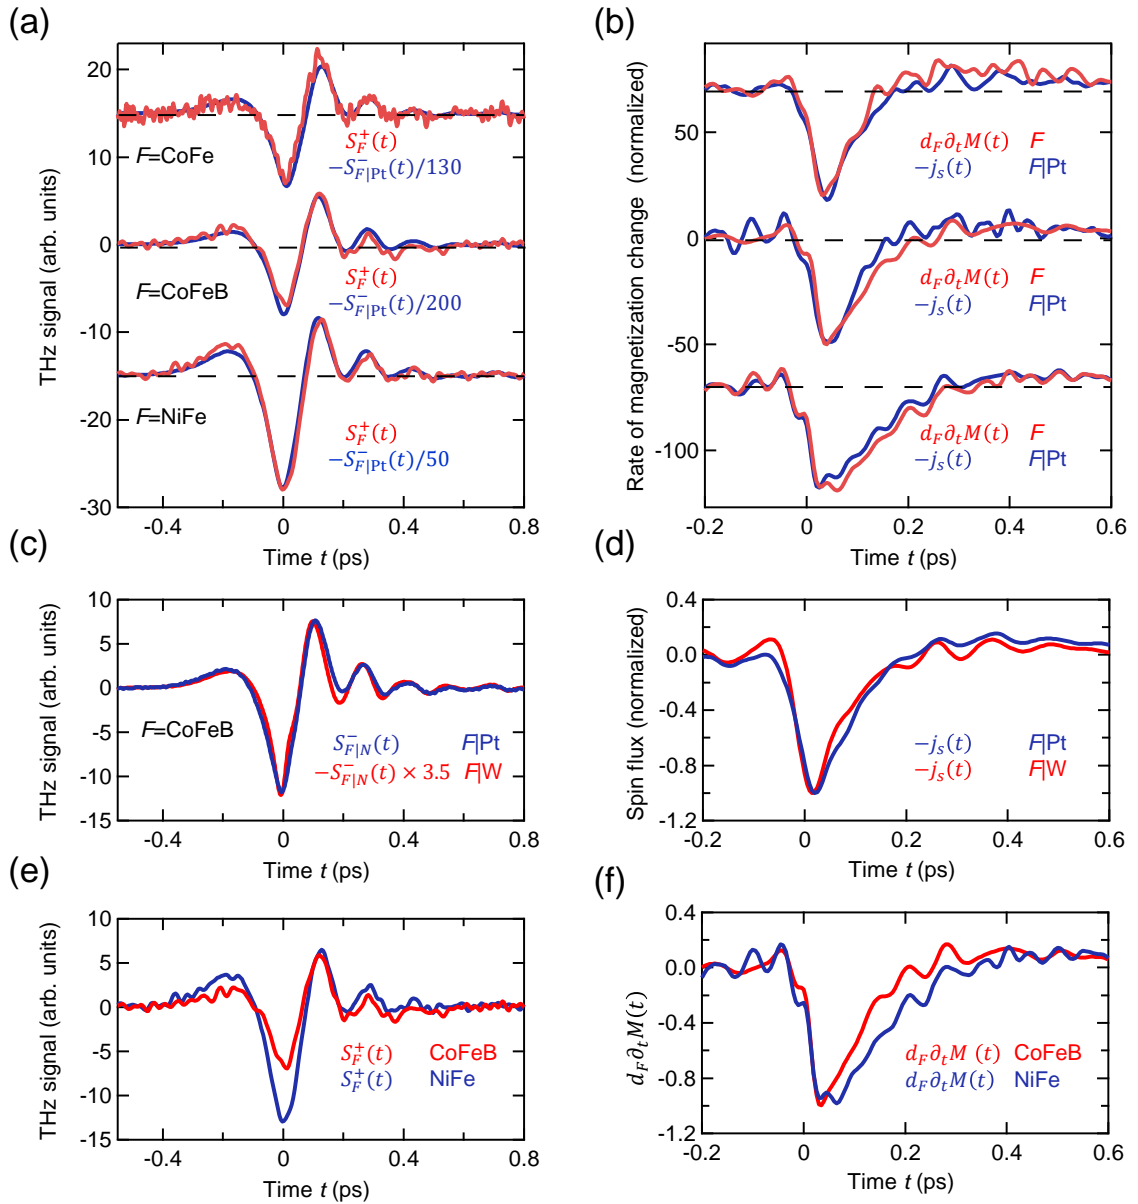 (a)
THz signal (arb. units)
20
10
0
-10
-20
-30
F=CoFe
S_F^+(t)
−S_{F|Pt}^−(t)/130
F=CoFeB
S_F^+(t)
−S_{F|Pt}^−(t)/200
F=NiFe
S_F^+(t)
−S_{F|Pt}^−(t)/50
-0.4 0 0.4 0.8
Time t (ps)
(b)
Rate of magnetization change (normalized)
50
0
-50
-100
d_F∂_tM(t) F
−j_s(t) F|Pt
d_F∂_tM(t) F
−j_s(t) F|Pt
d_F∂_tM(t) F
−j_s(t) F|Pt
-0.2 0.0 0.2 0.4 0.6
Time t (ps)
(c)
THz signal (arb. units)
10
5
0
-5
-10
-15
F=CoFeB
S_{F|N}^−(t) F|Pt
−S_{F|N}^−(t) × 3.5 F|W
-0.4 0 0.4 0.8
Time t (ps)
(d)
Spin flux (normalized)
0.4
0.0
-0.4
-0.8
-1.2
−j_s(t) F|Pt
−j_s(t) F|W
-0.2 0.0 0.2 0.4 0.6
Time t (ps)
(e)
THz signal (arb. units)
10
5
0
-5
-10
-15
S_F^+(t) CoFeB
S_F^+(t) NiFe
-0.4 0 0.4 0.8
Time t (ps)
(f)
d_F∂_tM(t)
0.4
0.0
-0.4
-0.8
-1.2
d_F∂_tM (t) CoFeB
d_F∂_tM(t) NiFe
-0.2 0.0 0.2 0.4 0.6
Time t (ps)